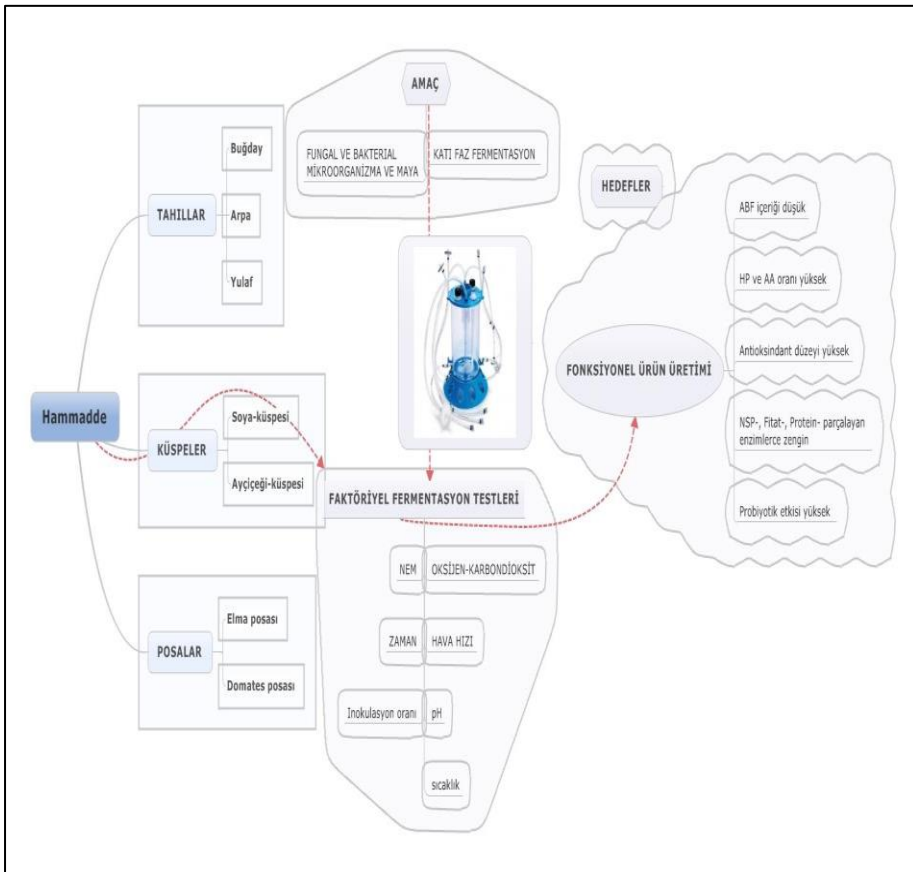 AMAÇ
FUNGAL VE BAKTERIAL
MİKROORGANİZMA VE MAYA
KATI FAZ FERMENTASYON
HEDEFLER
Hammadde
TAHILLAR
Buğday
Arpa
Yulaf
KÜSPELER
Soya-küspesi
Ayçiçeği-küspesi
POSALAR
Elma posası
Domates posası
FAKTÖRİYEL FERMENTASYON TESTLERİ
NEM
OKSİJEN-KARBONDİOKSİT
ZAMAN
HAVA HIZI
Inokulasyon oranı
pH
sıcaklık
FONKSİYONEL ÜRÜN ÜRETİMİ
ABF içeriği düşük
HP ve AA oranı yüksek
Antioksindant düzeyi yüksek
NSP-, Fitat-, Protein- parçalayan
enzimlerce zengin
Probiyotik etkisi yüksek